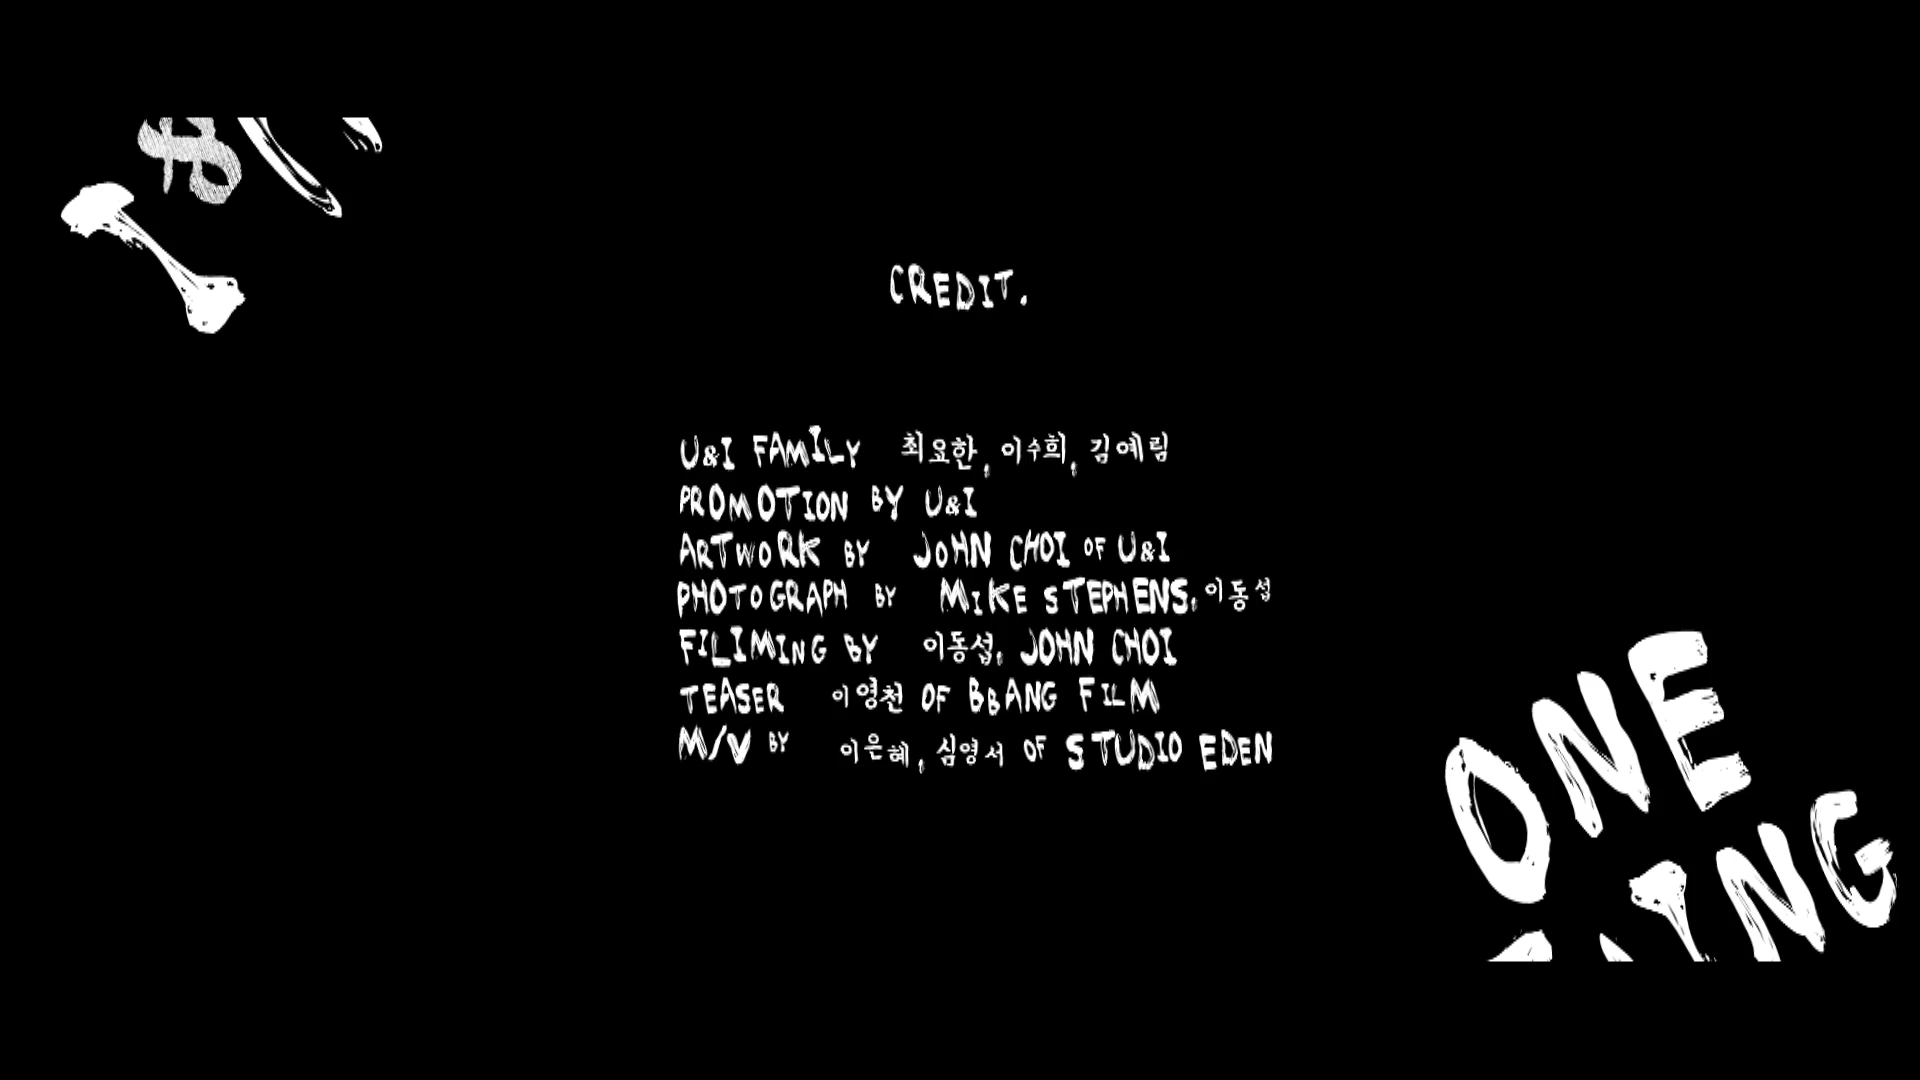 CREDIT.
U&I FAMILY 최요한, 이수희, 김예림
PROMOTION BY U&I
ARTWORK BY JOHN CHOI OF U&I
PHOTOGRAPH BY MIKE STEPHENS, 이동섭
FILIMING BY 이동섭, JOHN CHOI
TEASER 이영천 OF BBANG FILM
M/V BY 이은혜, 심영서 OF STUDIO EDEN
ONE